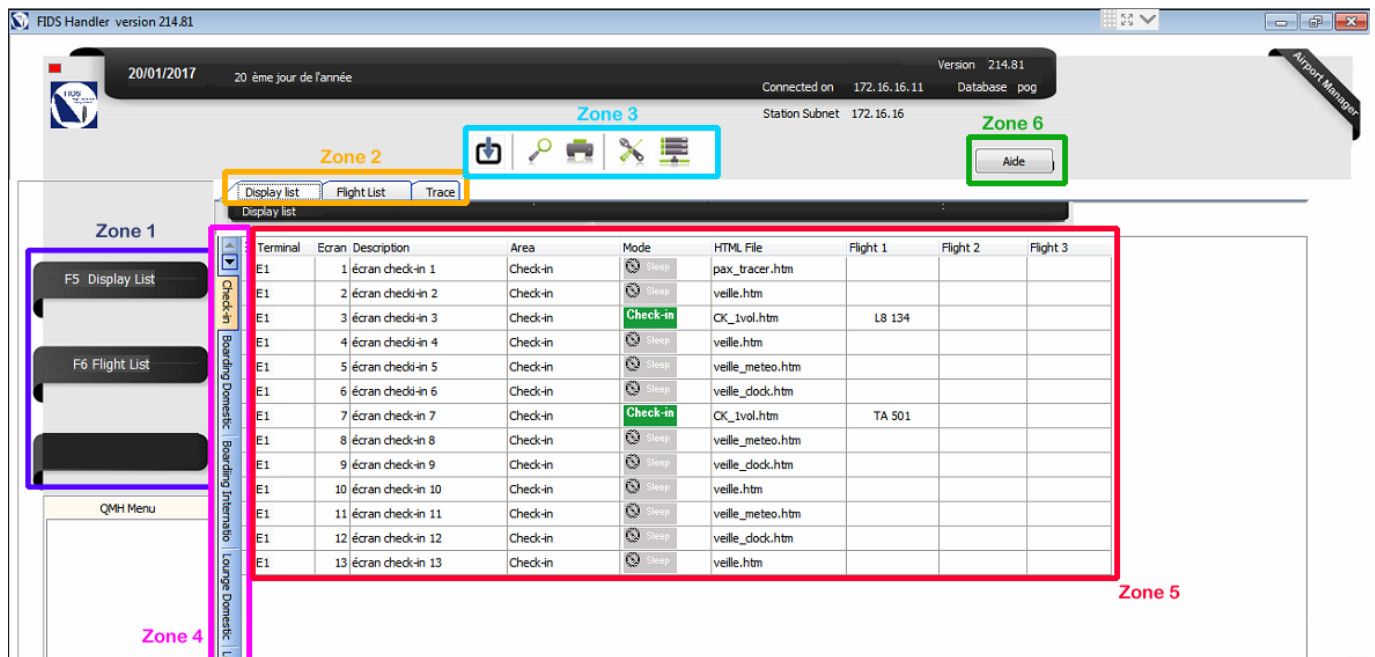 FIDS Handler version 214.81
20/01/2017 20 ème jour de l'année
Version 214.81
Connected on 172.16.16.11 Database pog
Station Subnet 172.16.16
Airport Manager
FIDS
Zone 3
Zone 6
Aide
Zone 2
Display list Flight List Trace
Display list
Zone 1
F5 Display List
F6 Flight List
QMH Menu
Zone 4
Check-in
Boarding Domestic
Boarding Internatio
Lounge Domestic
L
Terminal Ecran Description Area Mode HTML File Flight 1 Flight 2 Flight 3
E1 1 écran check-in 1 Check-in Sleep pax_tracer.htm
E1 2 écran checki-in 2 Check-in Sleep veille.htm
E1 3 écran checki-in 3 Check-in Check-in CK_1vol.htm L8 134
E1 4 écran checki-in 4 Check-in Sleep veille.htm
E1 5 écran checki-in 5 Check-in Sleep veille_meteo.htm
E1 6 écran checki-in 6 Check-in Sleep veille_clock.htm
E1 7 écran check-in 7 Check-in Check-in CK_1vol.htm TA 501
E1 8 écran check-in 8 Check-in Sleep veille_meteo.htm
E1 9 écran check-in 9 Check-in Sleep veille_clock.htm
E1 10 écran check-in 10 Check-in Sleep veille.htm
E1 11 écran check-in 11 Check-in Sleep veille_meteo.htm
E1 12 écran check-in 12 Check-in Sleep veille_clock.htm
E1 13 écran check-in 13 Check-in Sleep veille.htm
Zone 5